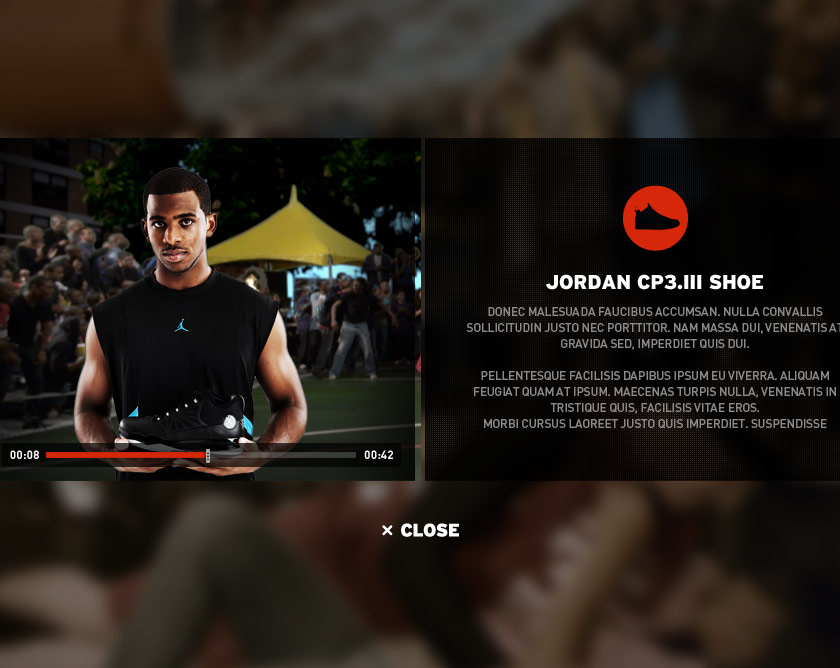 00:08
00:42
JORDAN CP3.III SHOE
DONEC MALESUADA FAUCIBUS ACCUMSAN. NULLA CONVALLIS
SOLLICITUDIN JUSTO NEC PORTTITOR. NAM MASSA DUI, VENENATIS AT
GRAVIDA SED, IMPERDIET QUIS DUI.
PELLENTESQUE FACILISIS DAPIBUS IPSUM EU VIVERRA. ALIQUAM
FEUGIAT QUAM AT IPSUM. MAECENAS TURPIS NULLA, VENENATIS IN
TRISTIQUE QUIS, FACILISIS VITAE EROS.
MORBI CURSUS LAOREET JUSTO QUIS IMPERDIET. SUSPENDISSE
× CLOSE